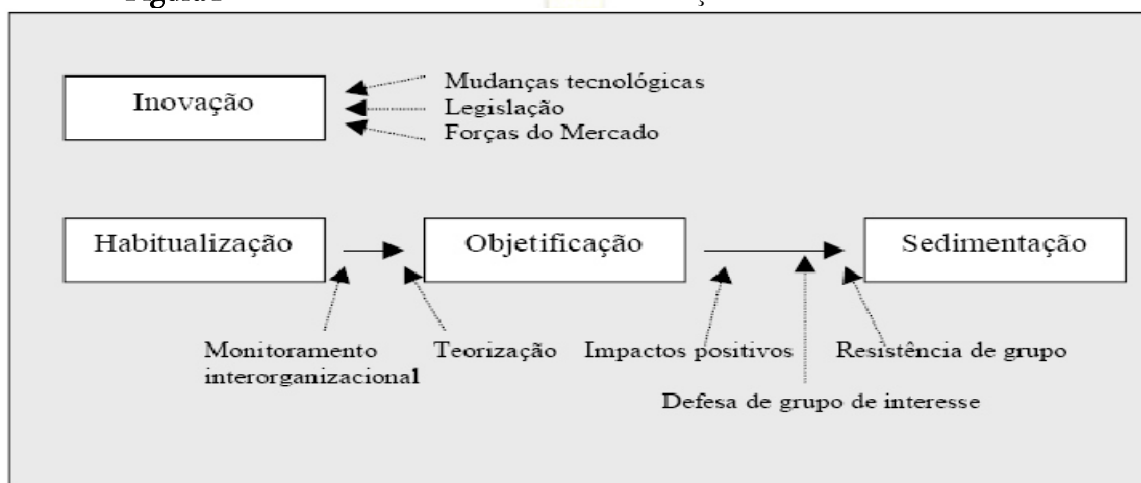 Inovação
Mudanças tecnológicas
Legislação
Forças do Mercado
Habitualização
Objetificação
Sedimentação
Monitoramento
interorganizacional
Teorização
Impactos positivos
Resistência de grupo
Defesa de grupo de interesse